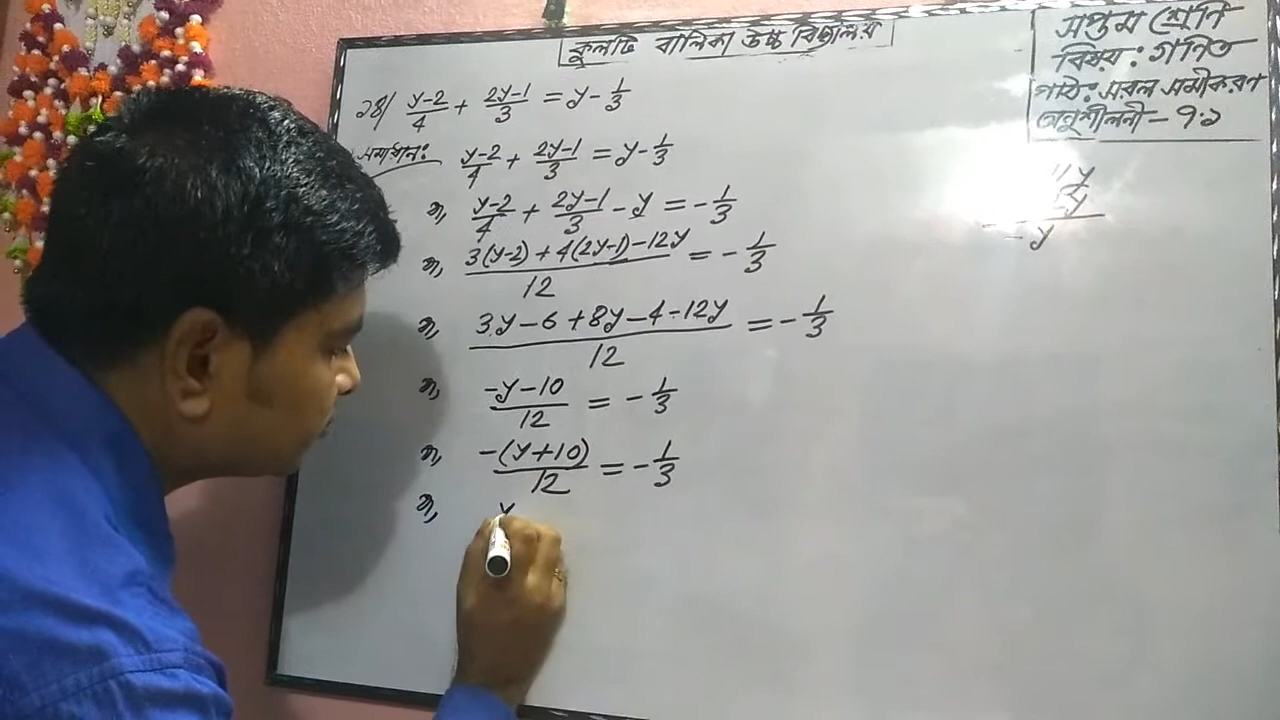 কুলটি বালিকা উচ্চ বিদ্যালয়
সপ্তম শ্রেণি
বিষয়: গণিত
পাঠ: সরল সমীকরণ
অনুশীলনী - ৭.১
১৪/ (y-2)/4 + (2y-1)/3 = y - 1/3
সমাধান: (y-2)/4 + (2y-1)/3 = y - 1/3
বা, (y-2)/4 + (2y-1)/3 - y = -1/3
বা, (3(y-2) + 4(2y-1) - 12y)/12 = -1/3
বা, (3y - 6 + 8y - 4 - 12y)/12 = -1/3
বা, (-y - 10)/12 = -1/3
বা, -(y+10)/12 = -1/3
বা, y
11y
- y